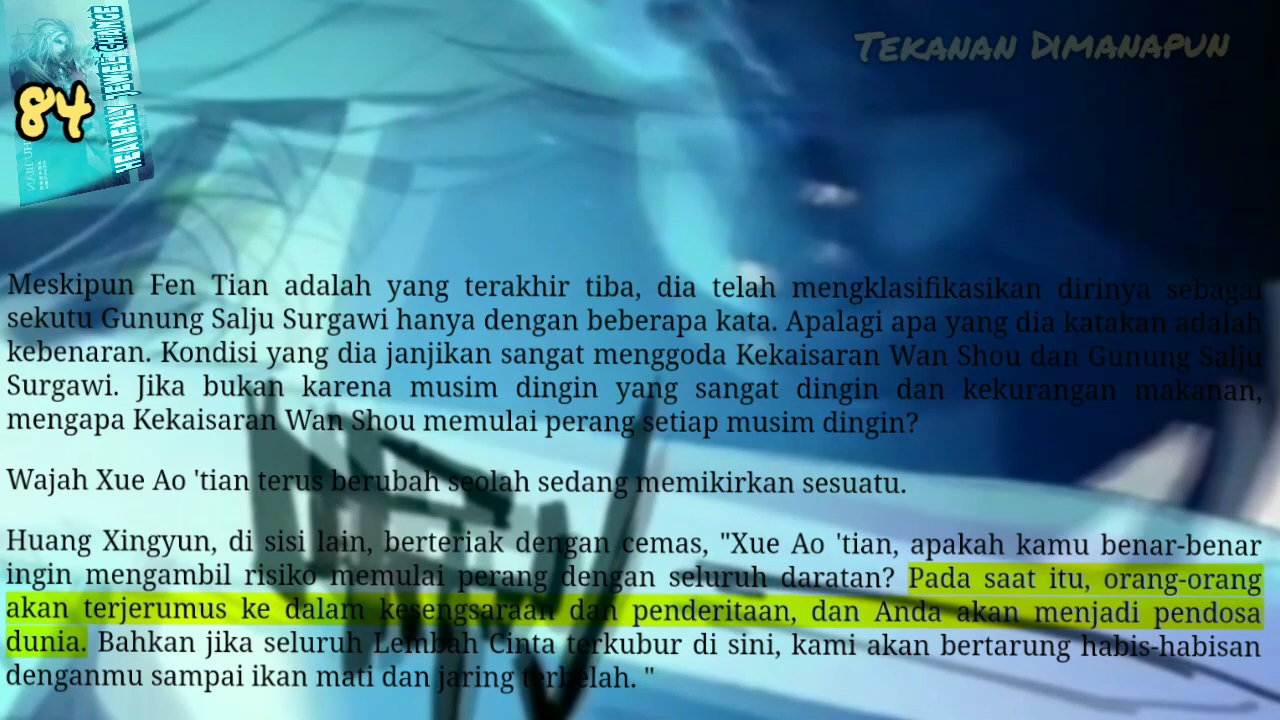 Tekanan Dimanapun
HEAVENLY JEWEL CHANGE
84
Meskipun Fen Tian adalah yang terakhir tiba, dia telah mengklasifikasikan dirinya sebagai
sekutu Gunung Salju Surgawi hanya dengan beberapa kata. Apalagi apa yang dia katakan adalah
kebenaran. Kondisi yang dia janjikan sangat menggoda Kekaisaran Wan Shou dan Gunung Salju
Surgawi. Jika bukan karena musim dingin yang sangat dingin dan kekurangan makanan,
mengapa Kekaisaran Wan Shou memulai perang setiap musim dingin?
Wajah Xue Ao 'tian terus berubah seolah sedang memikirkan sesuatu.
Huang Xingyun, di sisi lain, berteriak dengan cemas, "Xue Ao 'tian, apakah kamu benar-benar
ingin mengambil risiko memulai perang dengan seluruh daratan? Pada saat itu, orang-orang
akan terjerumus ke dalam kesengsaraan dan penderitaan, dan Anda akan menjadi pendosa
dunia. Bahkan jika seluruh Lembah Cinta terkubur di sini, kami akan bertarung habis-habisan
denganmu sampai ikan mati dan jaring terbelah. "